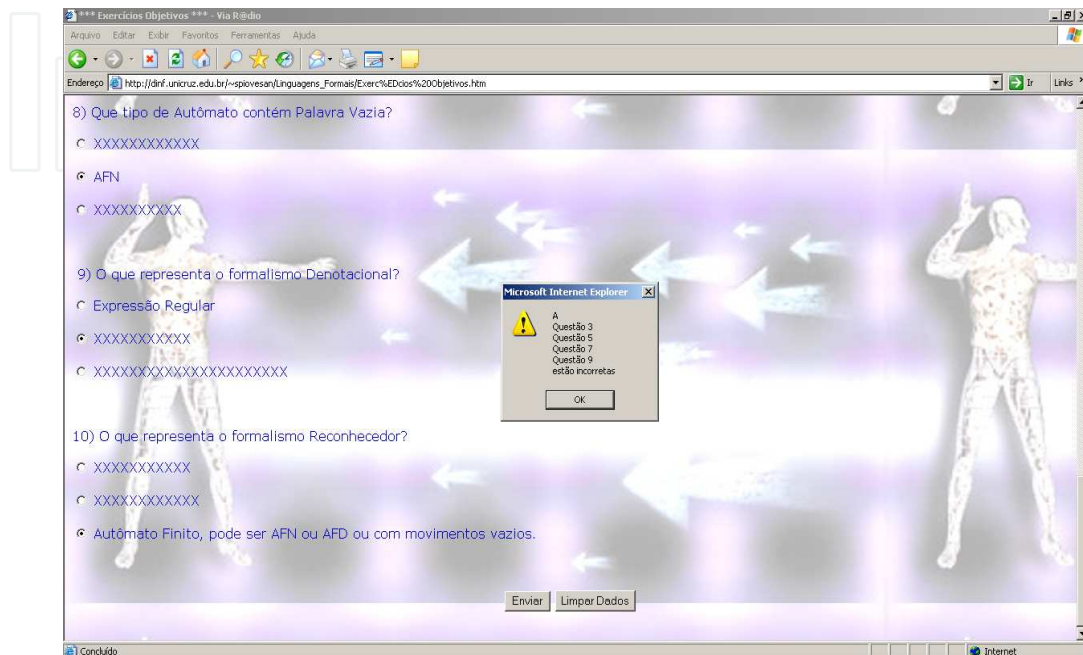 *** Exercícios Objetivos *** - Via R@dio
Arquivo Editar Exibir Favoritos Ferramentas Ajuda
Endereço http://dinf.unicruz.edu.br/~spiovesan/Linguagens_Formais/Exerc%EDcios%20Objetivos.htm Ir Links
8) Que tipo de Autômato contém Palavra Vazia?
XXXXXXXXXXXX
AFN
XXXXXXXXXX
9) O que representa o formalismo Denotacional?
Expressão Regular
XXXXXXXXXXX
XXXXXXXXXXXXXXXXXXXXXX
Microsoft Internet Explorer
A
Questão 3
Questão 5
Questão 7
Questão 9
estão incorretas
OK
10) O que representa o formalismo Reconhecedor?
XXXXXXXXXXX
XXXXXXXXXXXX
Autômato Finito, pode ser AFN ou AFD ou com movimentos vazios.
Enviar Limpar Dados
Concluído Internet